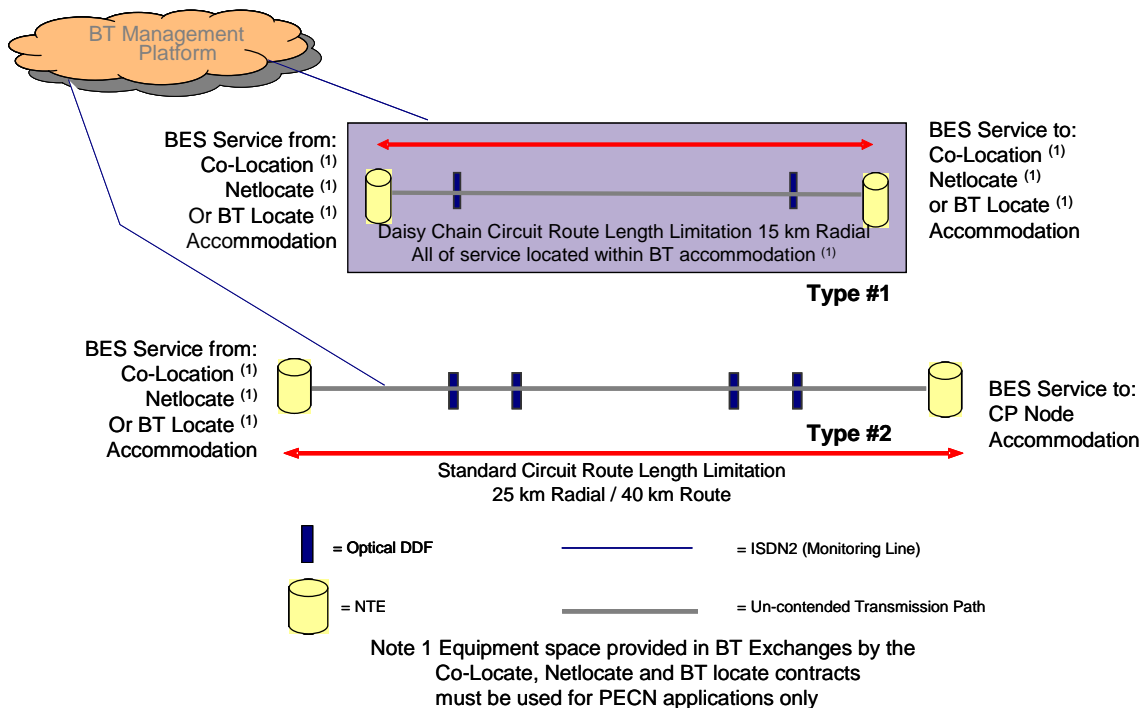 BT Management
Platform
BES Service from:
Co-Location (1)
Netlocate (1)
Or BT Locate (1)
Accommodation
BES Service to:
Co-Location (1)
Netlocate (1)
or BT Locate (1)
Accommodation
Daisy Chain Circuit Route Length Limitation 15 km Radial
All of service located within BT accommodation (1)
Type #1
BES Service from:
Co-Location (1)
Netlocate (1)
Or BT Locate (1)
Accommodation
BES Service to:
CP Node
Accommodation
Type #2
Standard Circuit Route Length Limitation
25 km Radial / 40 km Route
= Optical DDF
= ISDN2 (Monitoring Line)
= NTE
= Un-contended Transmission Path
Note 1 Equipment space provided in BT Exchanges by the
Co-Locate, Netlocate and BT locate contracts
must be used for PECN applications only